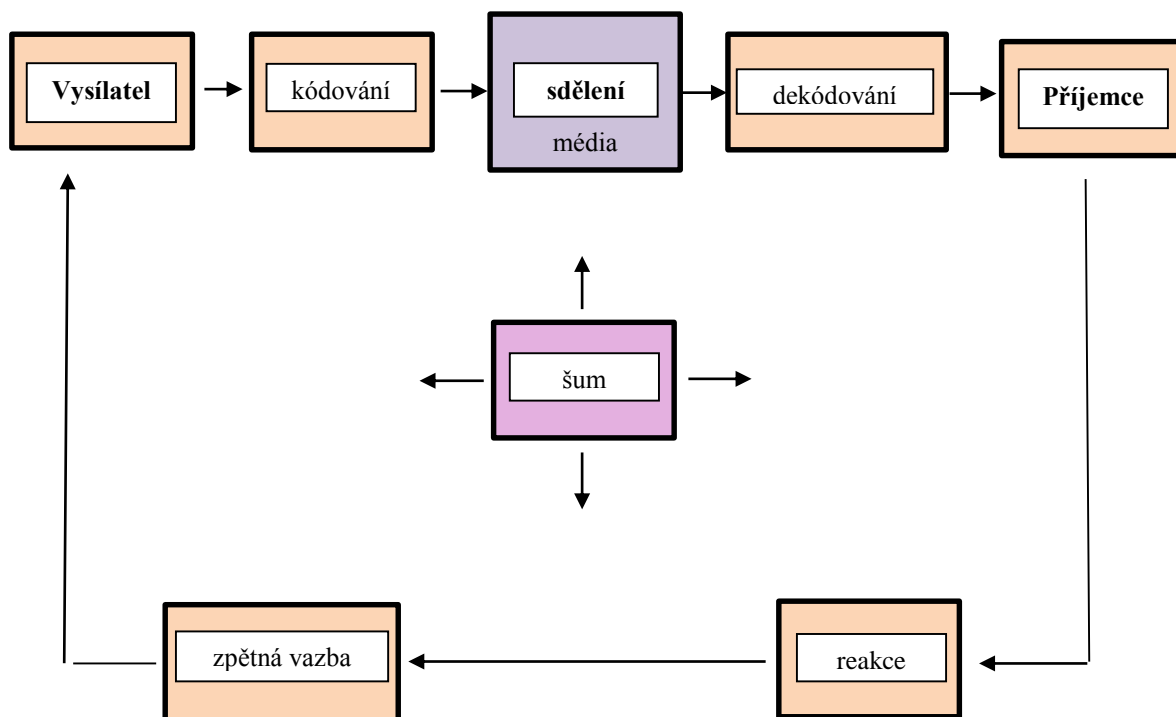 Vysílatel
kódování
sdělení
média
dekódování
Příjemce
šum
zpětná vazba
reakce